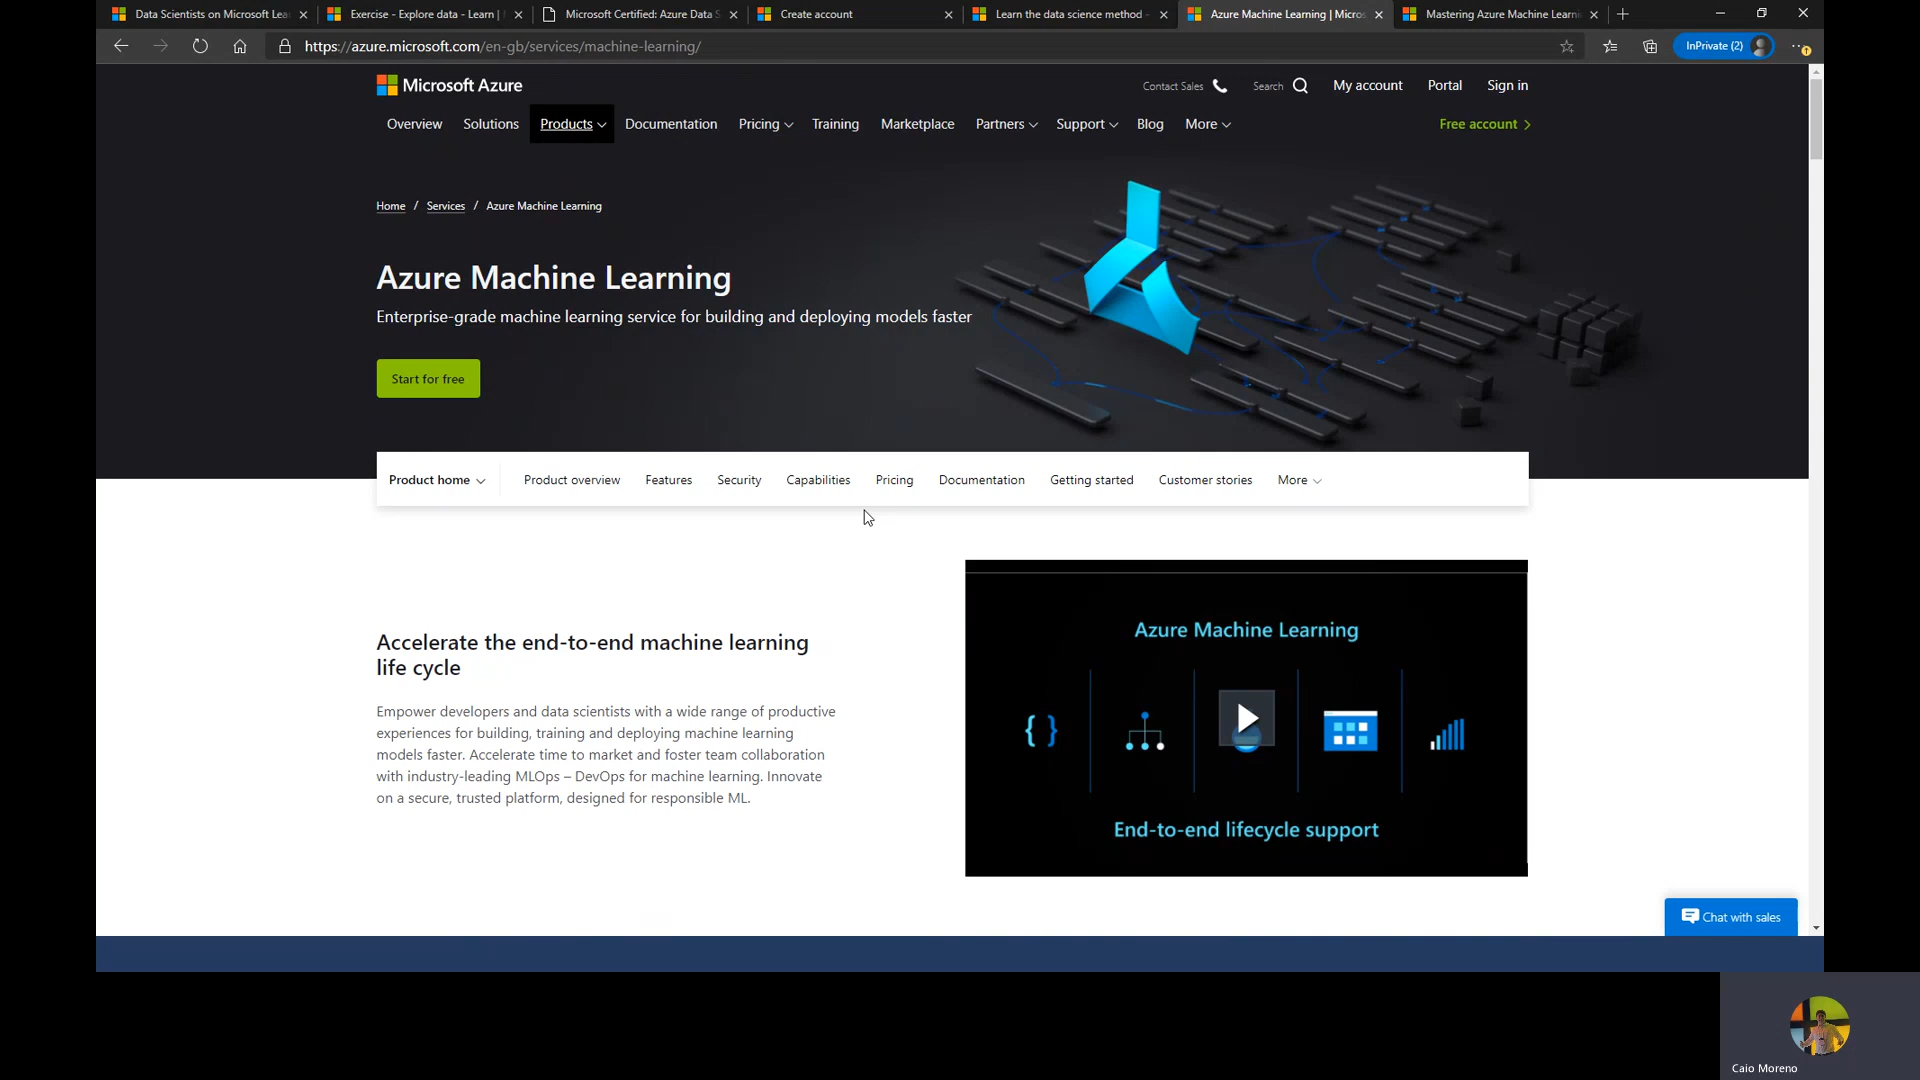 Data Scientists on Microsoft Lea
Exercise - Explore data - Learn |
Microsoft Certified: Azure Data S
Create account
Learn the data science method -
Azure Machine Learning | Micros
Mastering Azure Machine Learni
https://azure.microsoft.com/en-gb/services/machine-learning/
InPrivate (2)
Microsoft Azure
Contact Sales
Search
My account
Portal
Sign in
Overview
Solutions
Products
Documentation
Pricing
Training
Marketplace
Partners
Support
Blog
More
Free account
Home / Services / Azure Machine Learning
Azure Machine Learning
Enterprise-grade machine learning service for building and deploying models faster
Start for free
Product home
Product overview
Features
Security
Capabilities
Pricing
Documentation
Getting started
Customer stories
More
Accelerate the end-to-end machine learning
life cycle
Empower developers and data scientists with a wide range of productive
experiences for building, training and deploying machine learning
models faster. Accelerate time to market and foster team collaboration
with industry-leading MLOps – DevOps for machine learning. Innovate
on a secure, trusted platform, designed for responsible ML.
Azure Machine Learning
{ }
End-to-end lifecycle support
Chat with sales
Caio Moreno